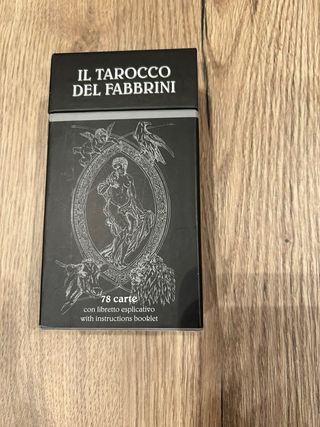 IL TAROCCO
DEL FABBRINI
78 carte
con libretto esplicativo
with instructions booklet